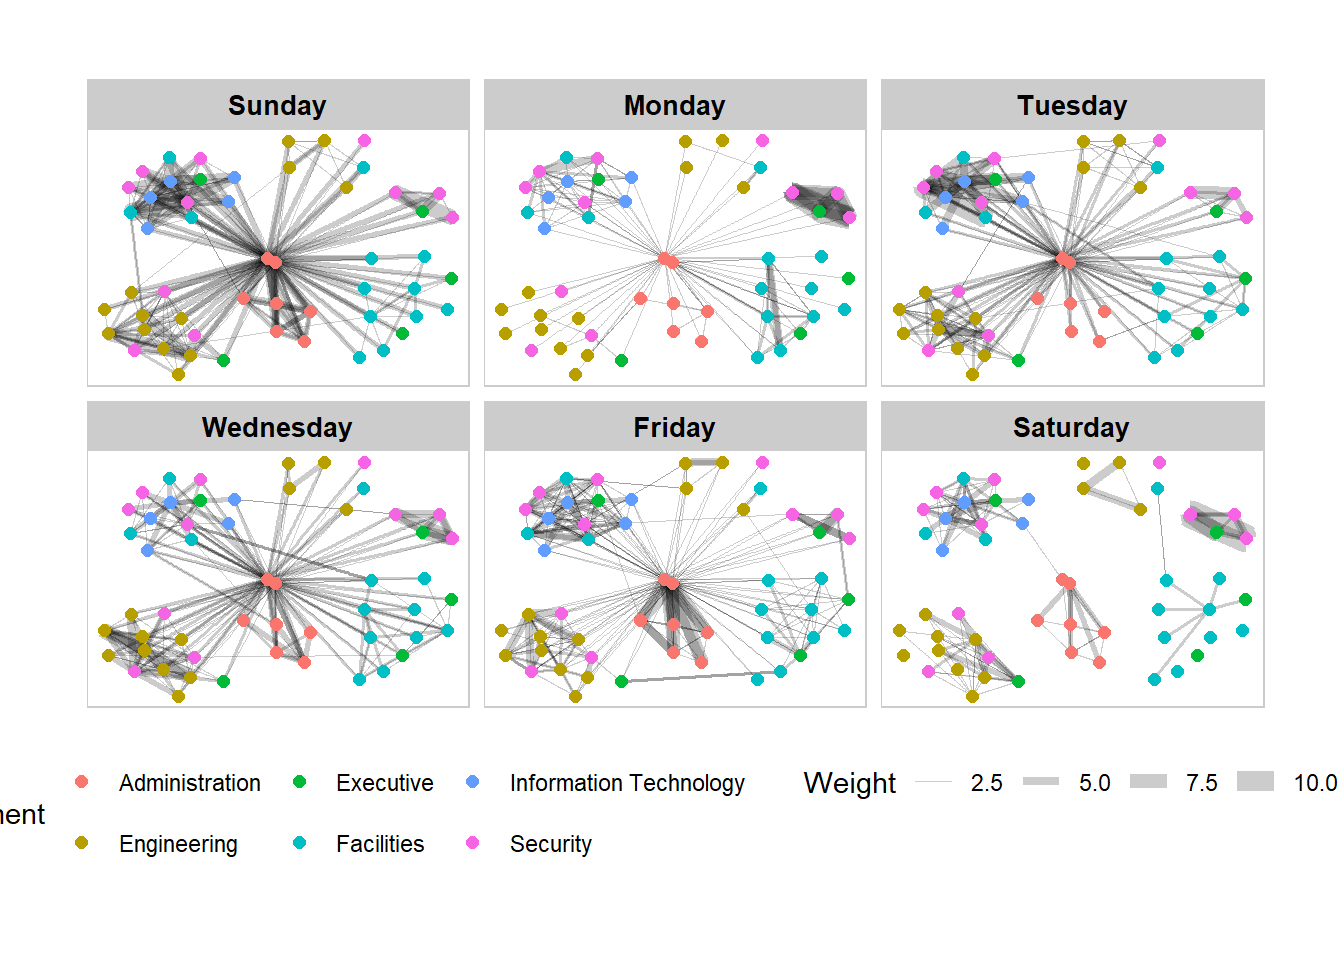 Sunday
Monday
Tuesday
Wednesday
Friday
Saturday
Administration
Executive
Information Technology
Engineering
Facilities
Security
Weight
2.5
5.0
7.5
10.0